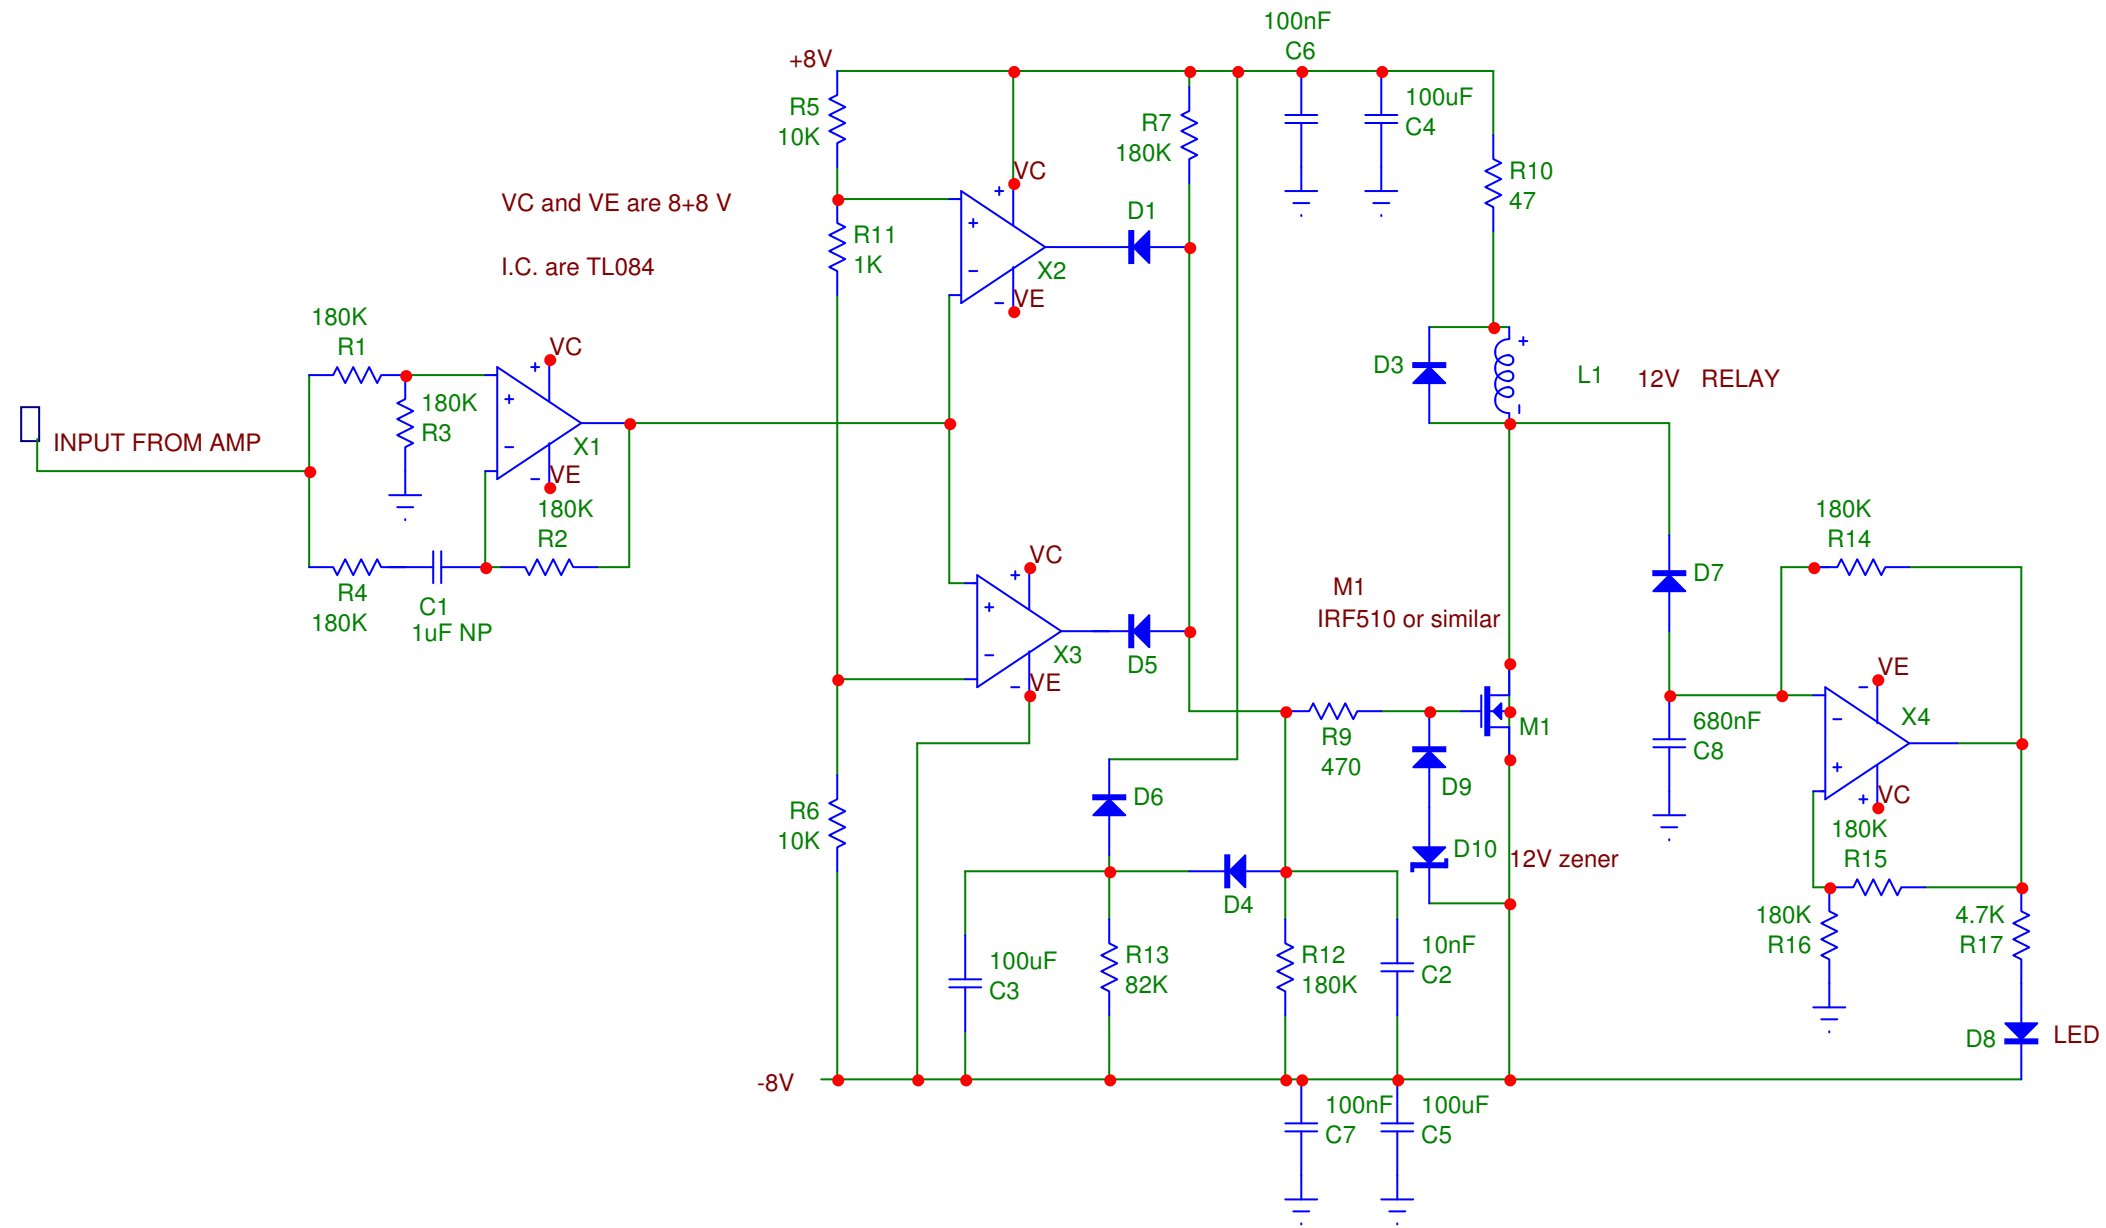 100nF
C6
+8V
R5
10K
R7
180K
100uF
C4
VC
R10
47
VC and VE are 8+8 V
D1
R11
1K
I.C. are TL084
X2
VE
180K
R1
VC
D3
L1
12V RELAY
180K
R3
INPUT FROM AMP
X1
VE
180K
R2
180K
R14
VC
R4
180K
C1
1uF NP
D7
M1
IRF510 or similar
X3
D5
VE
VE
680nF
C8
X4
M1
R9
470
D9
D6
VC
R6
10K
180K
R15
D10
12V zener
D4
180K
R16
4.7K
R17
100uF
C3
R13
82K
R12
180K
10nF
C2
D8
LED
-8V
100nF
C7
100uF
C5